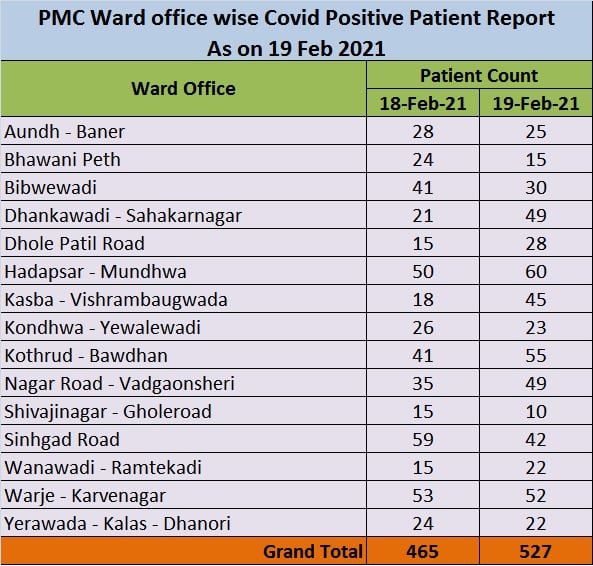 PMC Ward office wise Covid Positive Patient Report
As on 19 Feb 2021
Ward Office Patient Count
18-Feb-21 19-Feb-21
Aundh - Baner 28 25
Bhawani Peth 24 15
Bibwewadi 41 30
Dhankawadi - Sahakarnagar 21 49
Dhole Patil Road 15 28
Hadapsar - Mundhwa 50 60
Kasba - Vishrambaugwada 18 45
Kondhwa - Yewalewadi 26 23
Kothrud - Bawdhan 41 55
Nagar Road - Vadgaonsheri 35 49
Shivajinagar - Gholeroad 15 10
Sinhgad Road 59 42
Wanawadi - Ramtekadi 15 22
Warje - Karvenagar 53 52
Yerawada - Kalas - Dhanori 24 22
Grand Total 465 527